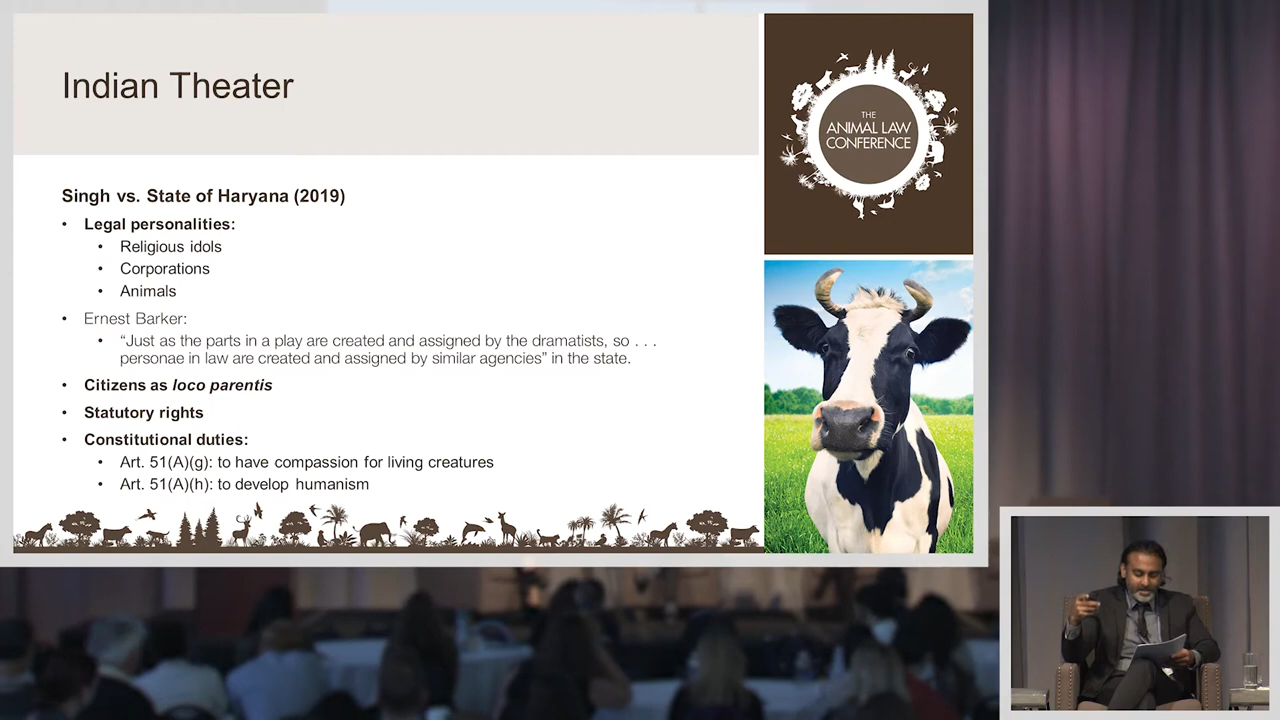 Indian Theater
THE
ANIMAL LAW
CONFERENCE
Singh vs. State of Haryana (2019)
• Legal personalities:
• Religious idols
• Corporations
• Animals
• Ernest Barker:
• “Just as the parts in a play are created and assigned by the dramatists, so . . .
personae in law are created and assigned by similar agencies” in the state.
• Citizens as loco parentis
• Statutory rights
• Constitutional duties:
• Art. 51(A)(g): to have compassion for living creatures
• Art. 51(A)(h): to develop humanism